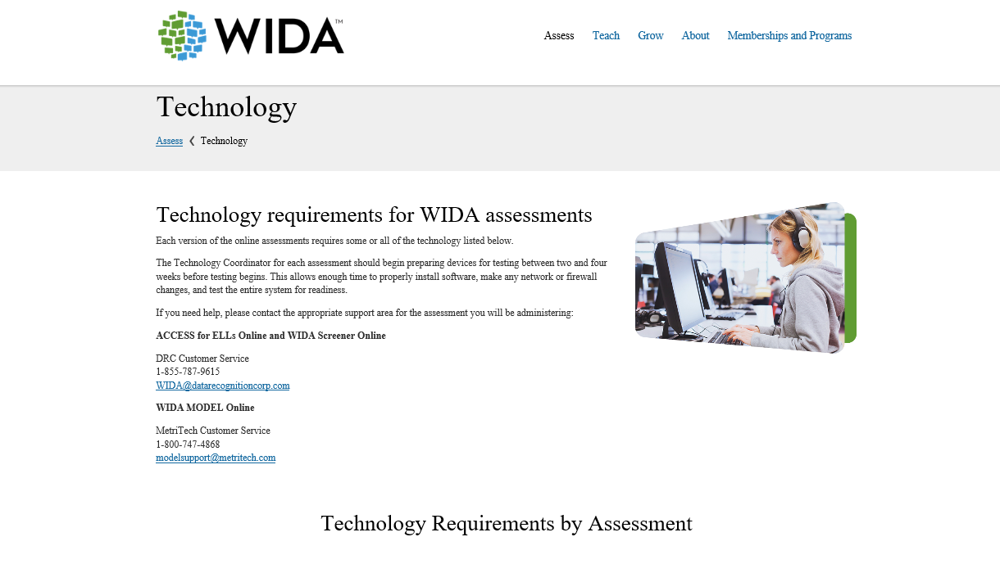 WIDA™
Assess Teach Grow About Memberships and Programs
Technology
Assess ❮ Technology
Technology requirements for WIDA assessments
Each version of the online assessments requires some or all of the technology listed below.
The Technology Coordinator for each assessment should begin preparing devices for testing between two and four
weeks before testing begins. This allows enough time to properly install software, make any network or firewall
changes, and test the entire system for readiness.
If you need help, please contact the appropriate support area for the assessment you will be administering:
ACCESS for ELLs Online and WIDA Screener Online
DRC Customer Service
1-855-787-9615
WIDA@datarecognitioncorp.com
WIDA MODEL Online
MetriTech Customer Service
1-800-747-4868
modelsupport@metritech.com
Technology Requirements by Assessment